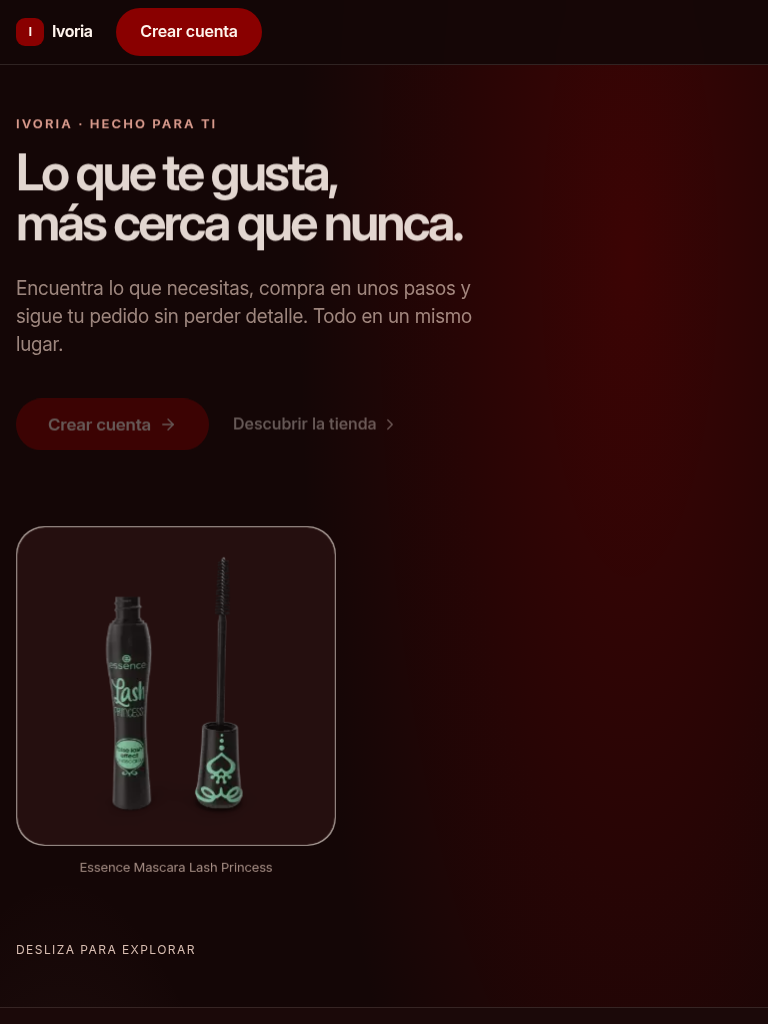 I Ivoria Crear cuenta
IVORIA · HECHO PARA TI
Lo que te gusta,
más cerca que nunca.
Encuentra lo que necesitas, compra en unos pasos y
sigue tu pedido sin perder detalle. Todo en un mismo
lugar.
Crear cuenta
Descubrir la tienda
essence
Lash
PRINCESS
Essence Mascara Lash Princess
DESLIZA PARA EXPLORAR